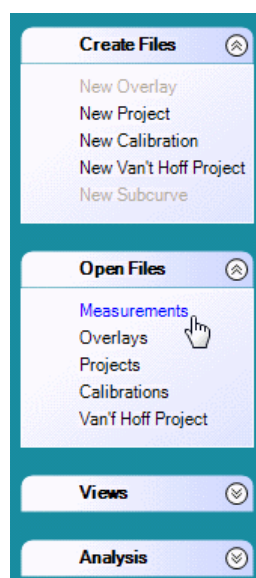 Create Files
New Overlay
New Project
New Calibration
New Van't Hoff Project
New Subcurve
Open Files
Measurements
Overlays
Projects
Calibrations
Van'f Hoff Project
Views
Analysis